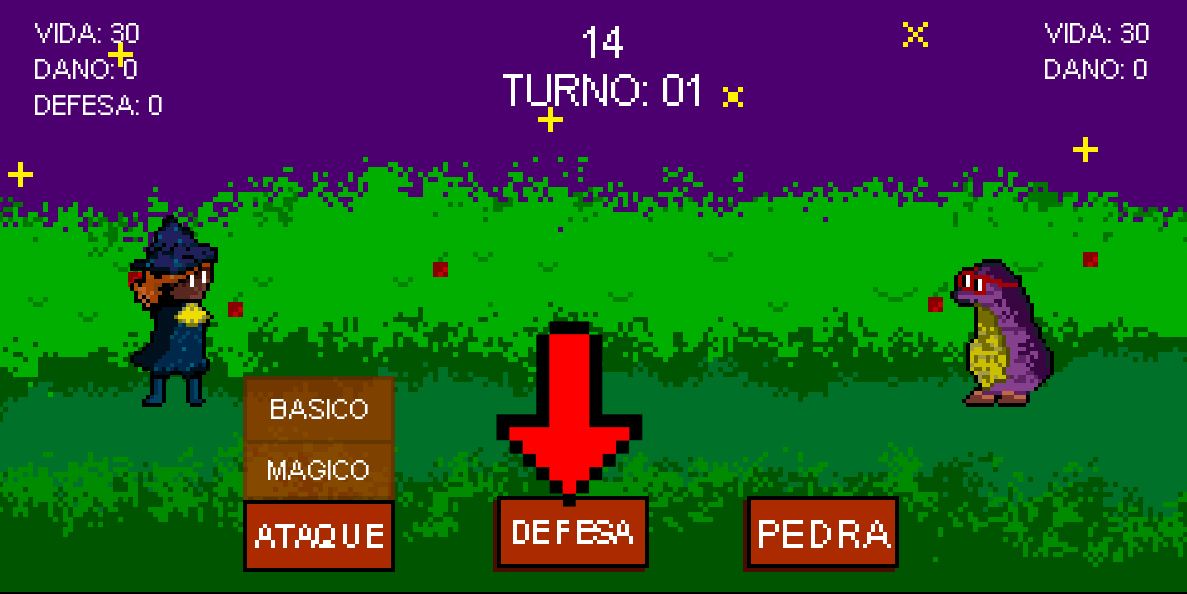 VIDA: 30
DANO: 0
DEFESA: 0
14
TURNO: 01
VIDA: 30
DANO: 0
BASICO
MAGICO
ATAQUE
DEFESA
PEDRA